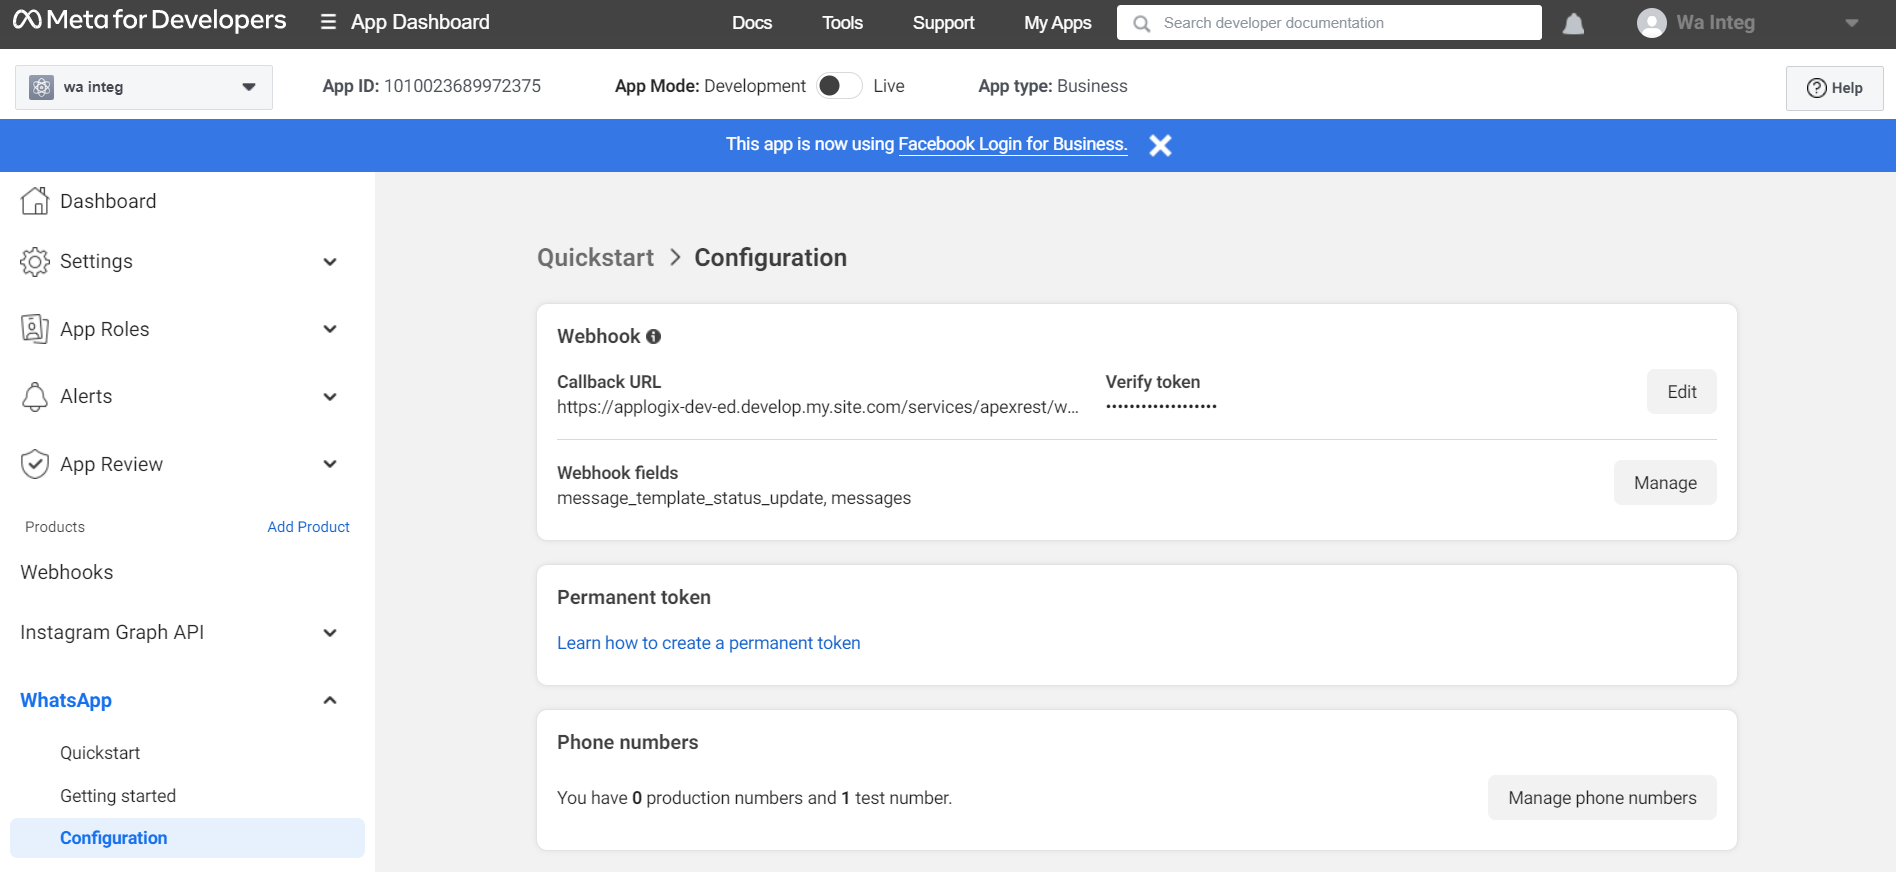 Meta for Developers
App Dashboard
Docs
Tools
Support
My Apps
Search developer documentation
Wa Integ
wa integ
App ID: 1010023689972375
App Mode: Development
Live
App type: Business
Help
This app is now using Facebook Login for Business.
Dashboard
Settings
App Roles
Alerts
App Review
Products
Add Product
Webhooks
Instagram Graph API
WhatsApp
Quickstart
Getting started
Configuration
Quickstart > Configuration
Webhook
Callback URL
https://applogix-dev-ed.develop.my.site.com/services/apexrest/w...
Verify token
•••••••••••••••••••
Edit
Webhook fields
message_template_status_update, messages
Manage
Permanent token
Learn how to create a permanent token
Phone numbers
You have 0 production numbers and 1 test number.
Manage phone numbers